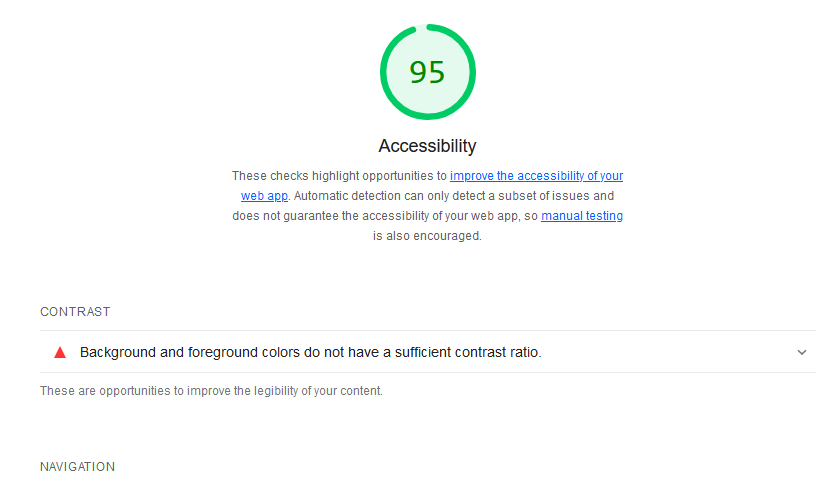 95
Accessibility
These checks highlight opportunities to improve the accessibility of your
web app. Automatic detection can only detect a subset of issues and
does not guarantee the accessibility of your web app, so manual testing
is also encouraged.
CONTRAST
Background and foreground colors do not have a sufficient contrast ratio.
These are opportunities to improve the legibility of your content.
NAVIGATION